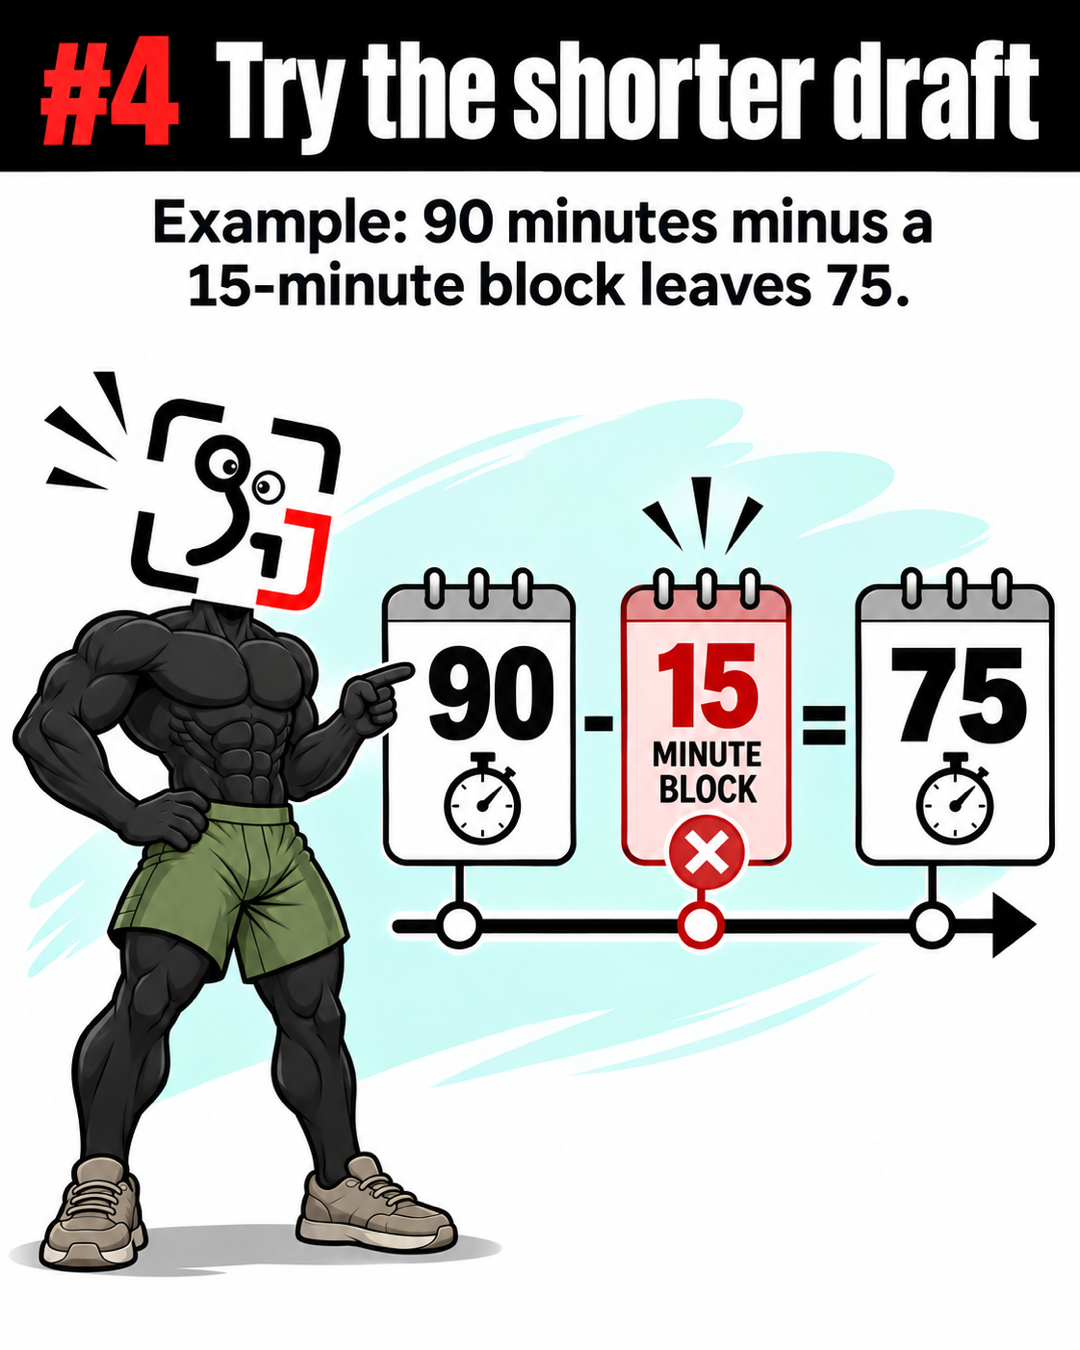 #4 Try the shorter draft
Example: 90 minutes minus a
15-minute block leaves 75.
90 - 15 = 75
MINUTE
BLOCK